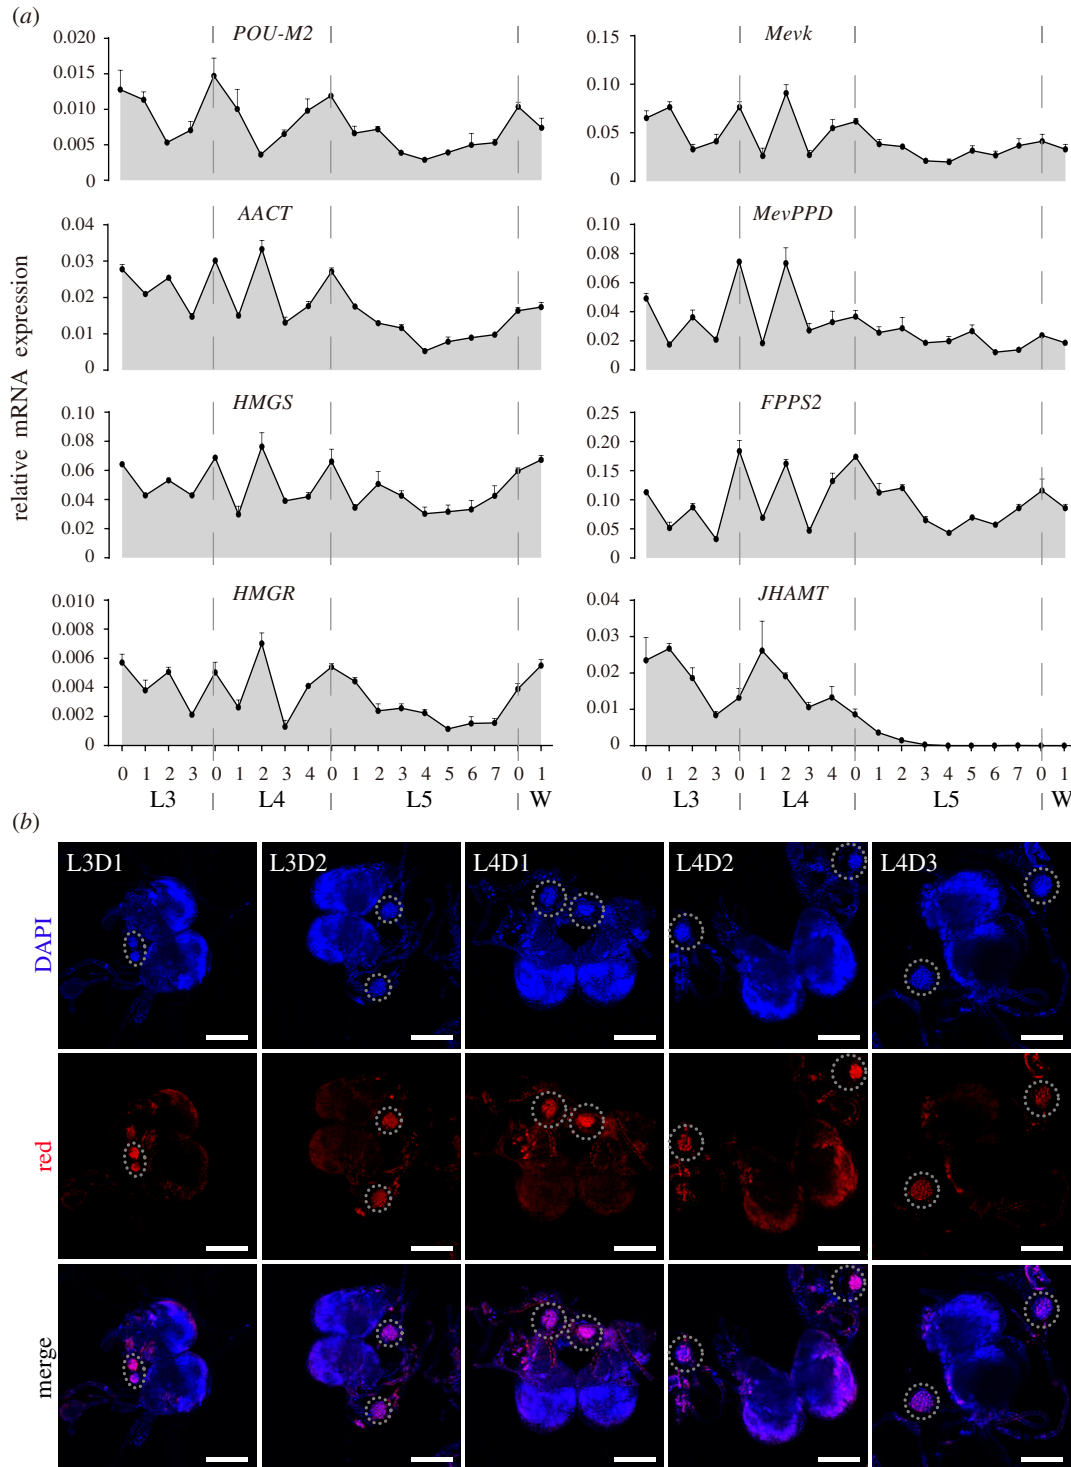 (a)
relative mRNA expression
POU-M2
0.020
0.015
0.010
0.005
0
Mevk
0.15
0.10
0.05
0
AACT
0.04
0.03
0.02
0.01
0
MevPPD
0.10
0.08
0.06
0.04
0.02
0
HMGS
0.10
0.08
0.06
0.04
0.02
0
FPPS2
0.25
0.20
0.15
0.10
0.05
0
HMGR
0.010
0.008
0.006
0.004
0.002
0
0 1 2 3 0 1 2 3 4 0 1 2 3 4 5 6 7 0 1
L3 L4 L5 W
JHAMT
0.04
0.03
0.02
0.01
0
0 1 2 3 0 1 2 3 4 0 1 2 3 4 5 6 7 0 1
L3 L4 L5 W
(b)
L3D1 L3D2 L4D1 L4D2 L4D3
DAPI
red
merge